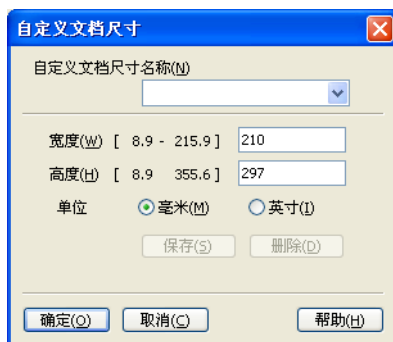 自定义文档尺寸
自定义文档尺寸名称(N)
宽度(W) [ 8.9 - 215.9] 210
高度(H) [ 8.9 355.6] 297
单位 毫米(M) 英寸(I)
保存(S) 删除(D)
确定(O) 取消(C) 帮助(H)